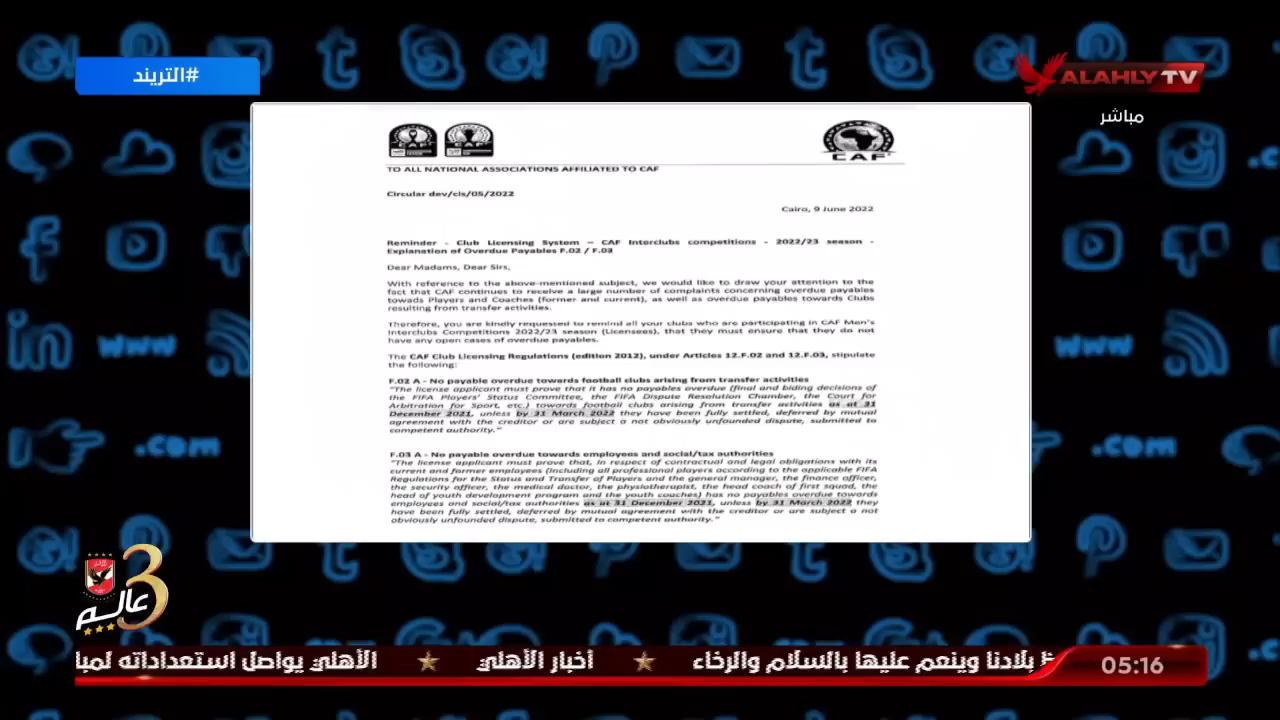 #التريند
ALAHLY TV
مباشر
CAF
TO ALL NATIONAL ASSOCIATIONS AFFILIATED TO CAF
Circular dev/cls/05/2022
Cairo, 9 June 2022
Reminder - Club Licensing System – CAF Interclubs competitions - 2022/23 season -
Explanation of Overdue Payables F.02 / F.03
Dear Madams, Dear Sirs,
With reference to the above-mentioned subject, we would like to draw your attention to the
fact that CAF continues to receive a large number of complaints concerning overdue payables
towads Players and Coaches (former and current), as well as overdue payables towards Clubs
resulting from transfer activities.
Therefore, you are kindly requested to remind all your clubs who are participating in CAF Men's
Interclubs Competitions 2022/23 season (Licensees), that they must ensure that they do not
have any open cases of overdue payables.
The CAF Club Licensing Regulations (edition 2012), under Articles 12.F.02 and 12.F.03, stipulate
the following:
F.02 A - No payable overdue towards football clubs arising from transfer activities
"The license applicant must prove that it has no payables overdue (final and biding decisions of
the FIFA Players' Status Committee, the FIFA Dispute Resolution Chamber, the Court for
Arbitration for Sport, etc.) towards football clubs arising from transfer activities as at 31
December 2021, unless by 31 March 2022 they have been fully settled, deferred by mutual
agreement with the creditor or are subject a not obviously unfounded dispute, submitted to
competent authority."
F.03 A - No payable overdue towards employees and social/tax authorities
"The license applicant must prove that, in respect of contractual and legal obligations with its
current and former employees (including all professional players according to the applicable FIFA
Regulations for the Status and Transfer of Players and the general manager, the finance officer,
the security officer, the medical doctor, the physiotherapist, the head coach of first squad, the
head of youth development program and the youth coaches) has no payables overdue towards
employees and social/tax authorities as at 31 December 2021, unless by 31 March 2022 they
have been fully settled, deferred by mutual agreement with the creditor or are subject a not
obviously unfounded dispute, submitted to competent authority."
www
.com
www
.com
3 عالم
بلادنا وينعم عليها بالسلام والرخاء ★ أخبار الأهلي ★ الأهلي يواصل استعداداته لمبا
05:16